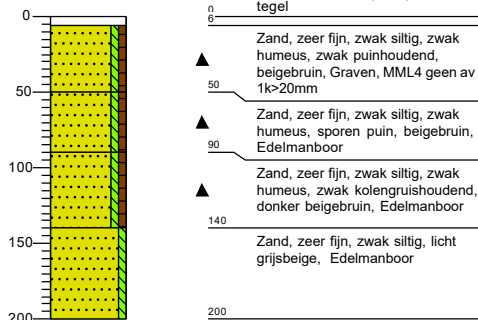 0
tegel
6
Zand, zeer fijn, zwak siltig, zwak
humeus, zwak puinhoudend,
beigebruin, Graven, MML4 geen av
1k>20mm
50
Zand, zeer fijn, zwak siltig, zwak
humeus, sporen puin, beigebruin,
Edelmanboor
90
Zand, zeer fijn, zwak siltig, zwak
humeus, zwak kolengruishoudend,
donker beigebruin, Edelmanboor
140
Zand, zeer fijn, zwak siltig, licht
grijsbeige, Edelmanboor
200
0
50
100
150
200